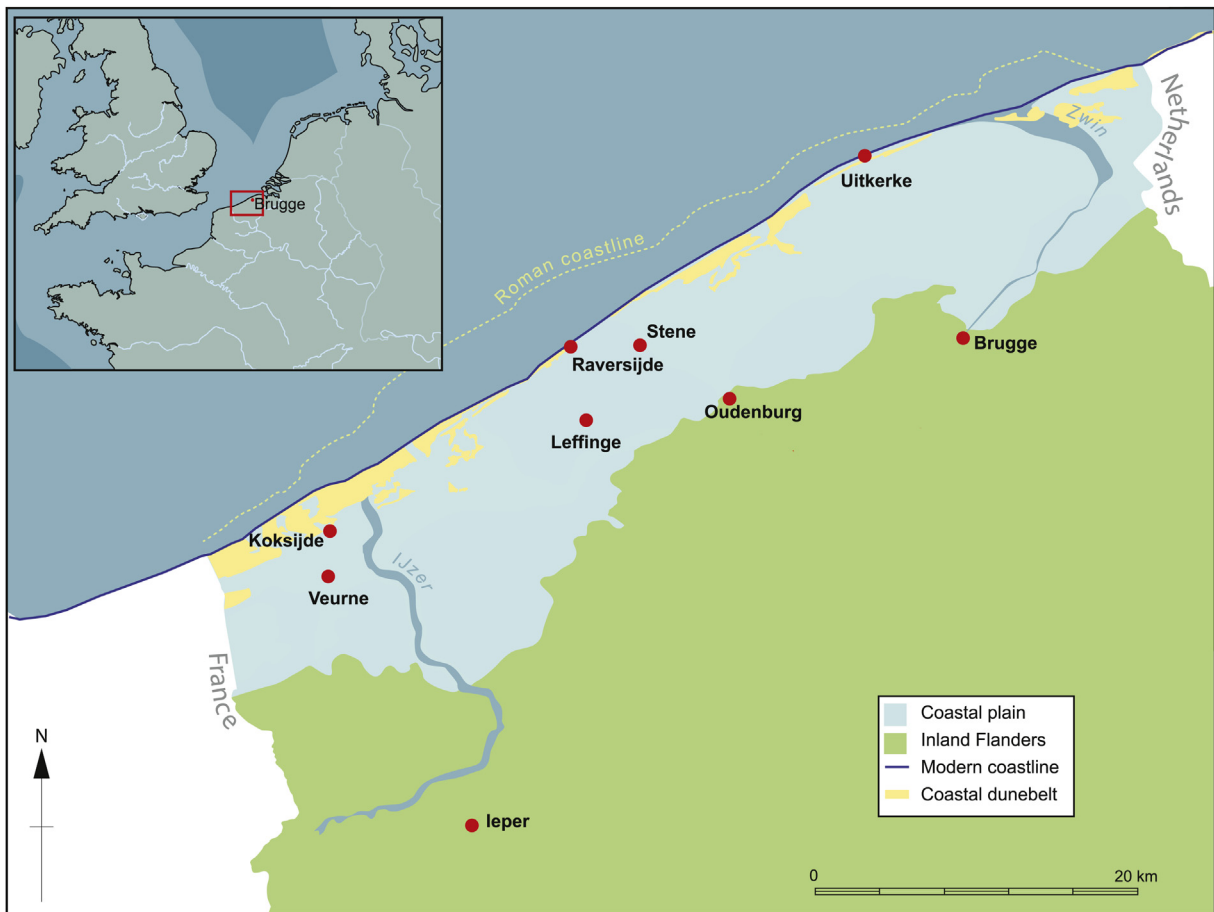 Brugge
Roman coastline
Zwin
Netherlands
Uitkerke
Stene
Raversijde
Brugge
Oudenburg
Leffinge
Koksijde
IJzer
Veurne
France
N
Coastal plain
Inland Flanders
Modern coastline
Coastal dunebelt
Ieper
0 20 km